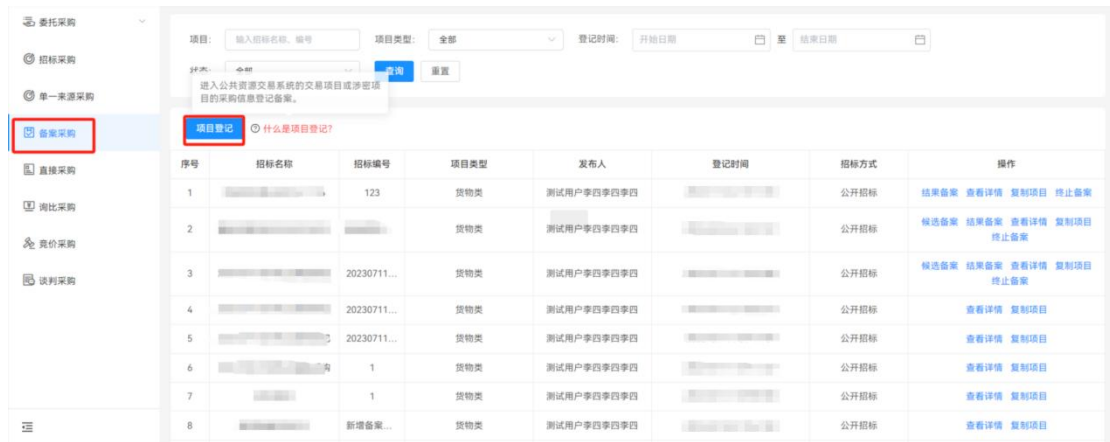 委托采购
招标采购
单一来源采购
备案采购
直接采购
询比采购
竞价采购
谈判采购
项目： 输入招标名称、编号 项目类型： 全部 登记时间： 开始日期 至 结束日期
状态： 全部 查询 重置
进入公共资源交易系统的交易项目或涉密项
目的采购信息登记备案。
项目登记 什么是项目登记?
序号 招标名称 招标编号 项目类型 发布人 登记时间 招标方式 操作
1 123 货物类 测试用户李四李四李四 公开招标 结果备案 查看详情 复制项目 终止备案
2 货物类 测试用户李四李四李四 公开招标 候选备案 结果备案 查看详情 复制项目
终止备案
3 20230711... 货物类 测试用户李四李四李四 公开招标 候选备案 结果备案 查看详情 复制项目
终止备案
4 20230711... 货物类 测试用户李四李四李四 公开招标 查看详情 复制项目
5 20230711... 货物类 测试用户李四李四李四 公开招标 查看详情 复制项目
6 1 货物类 测试用户李四李四李四 公开招标 查看详情 复制项目
7 1 货物类 测试用户李四李四李四 公开招标 查看详情 复制项目
8 新增备案... 货物类 测试用户李四李四李四 公开招标 查看详情 复制项目